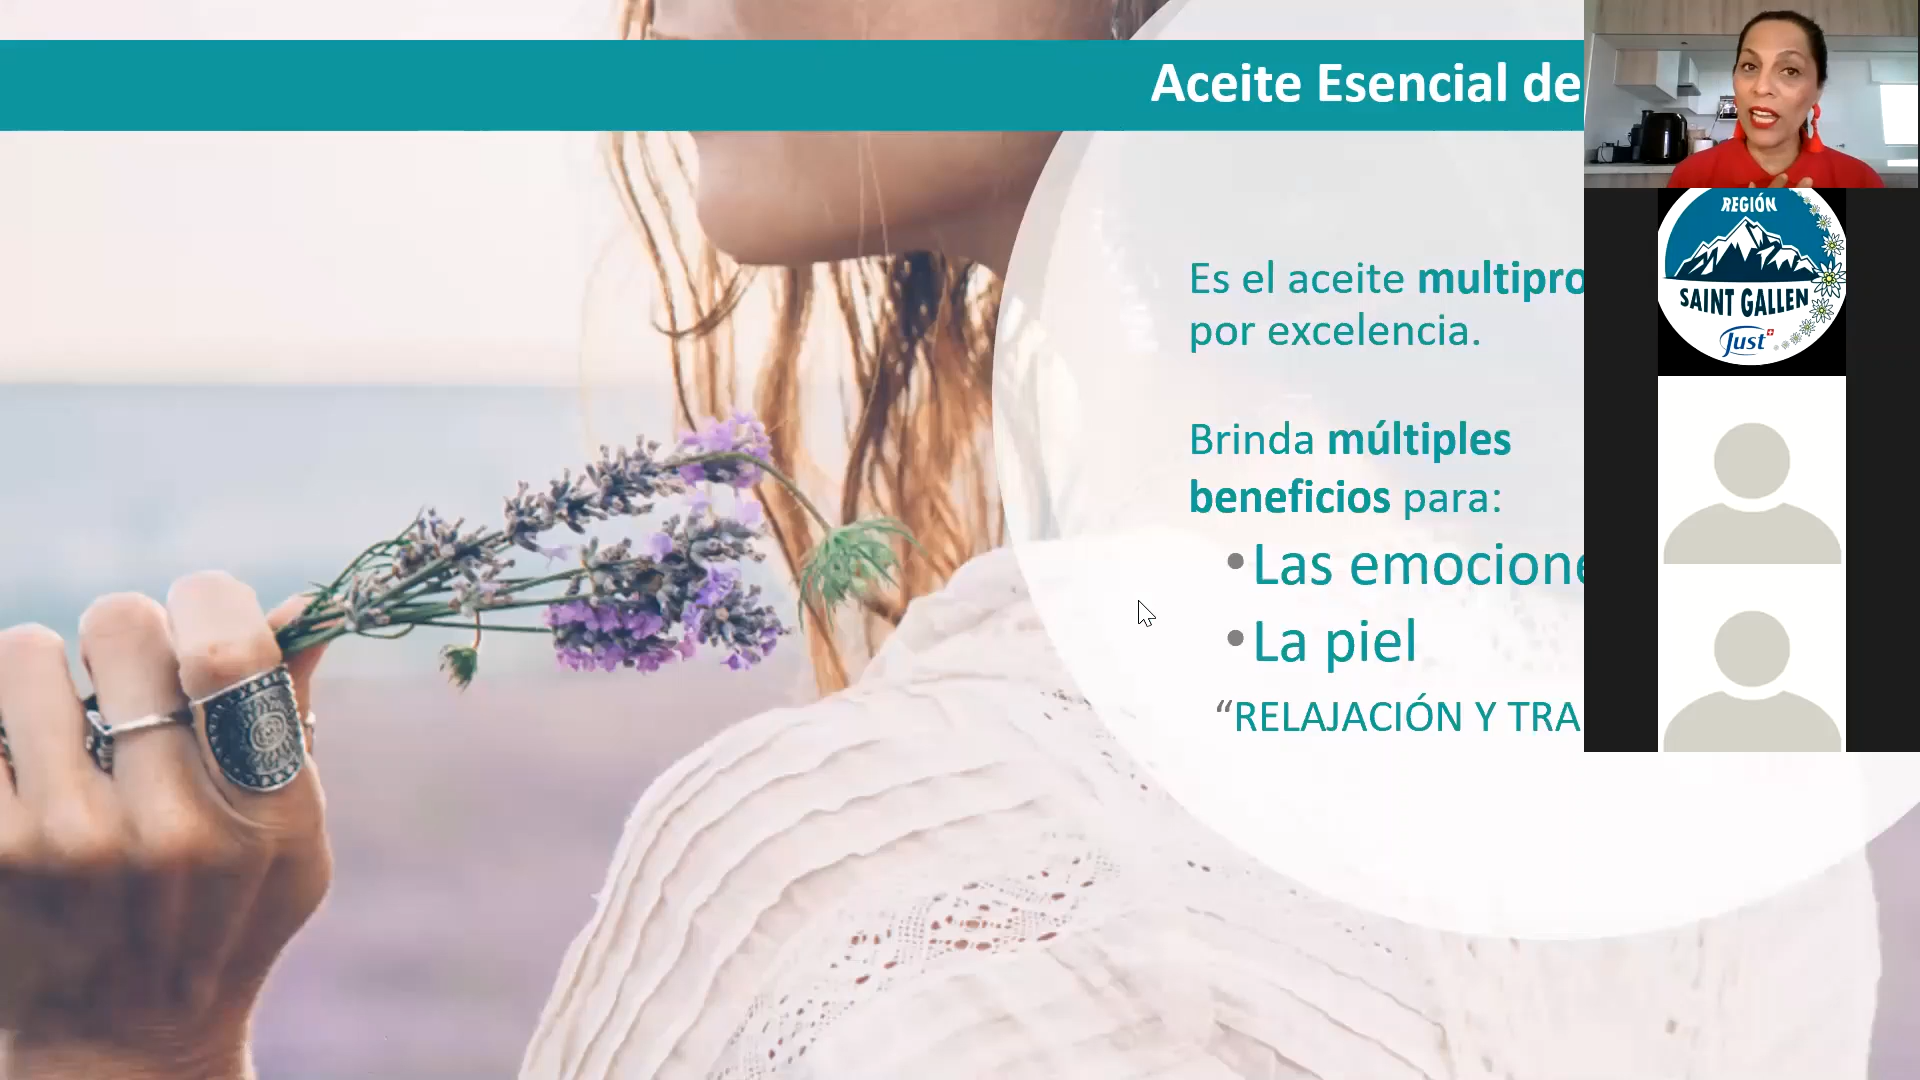 Aceite Esencial de
Es el aceite multipro
por excelencia.
Brinda múltiples
beneficios para:
•Las emocione
•La piel
“RELAJACIÓN Y TRA
REGIÓN
SAINT GALLEN
Just